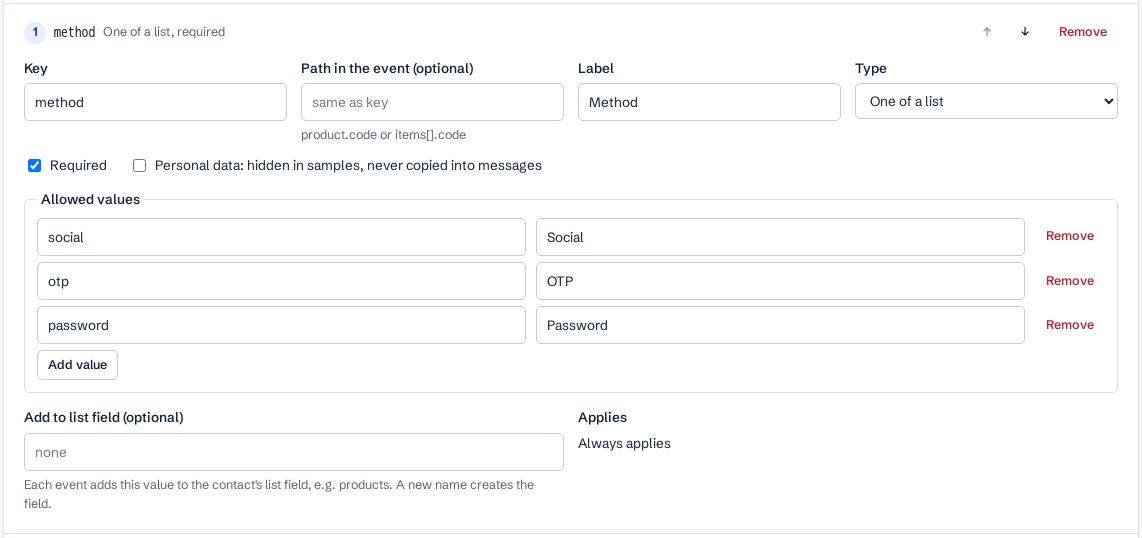 1 method One of a list, required ↑ ↓ Remove
Key Path in the event (optional) Label Type
method same as key Method One of a list
product.code or items[].code
Required Personal data: hidden in samples, never copied into messages
Allowed values
social Social Remove
otp OTP Remove
password Password Remove
Add value
Add to list field (optional) Applies
none Always applies
Each event adds this value to the contact's list field, e.g. products. A new name creates the
field.